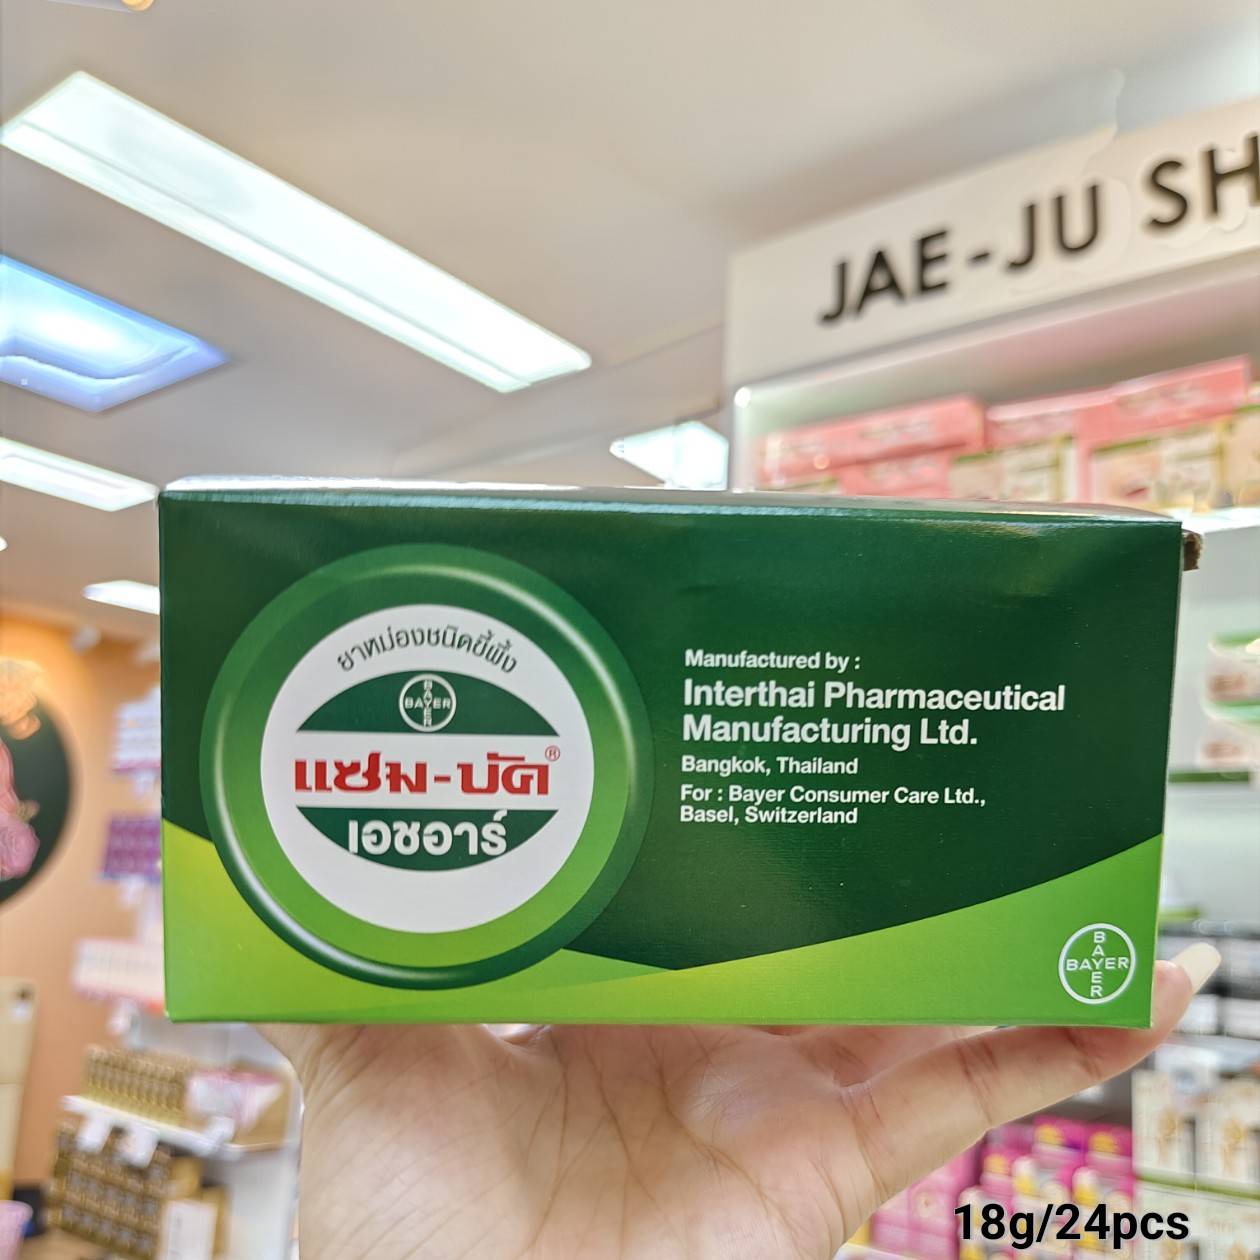 JAE-JU SH
ยาหม่องชนิดขี้ผึ้ง
BAYER
BAYER
แซม-บัค®
เอชอาร์
Manufactured by :
Interthai Pharmaceutical
Manufacturing Ltd.
Bangkok, Thailand
For : Bayer Consumer Care Ltd.,
Basel, Switzerland
BAYER
BAYER
18g/24pcs